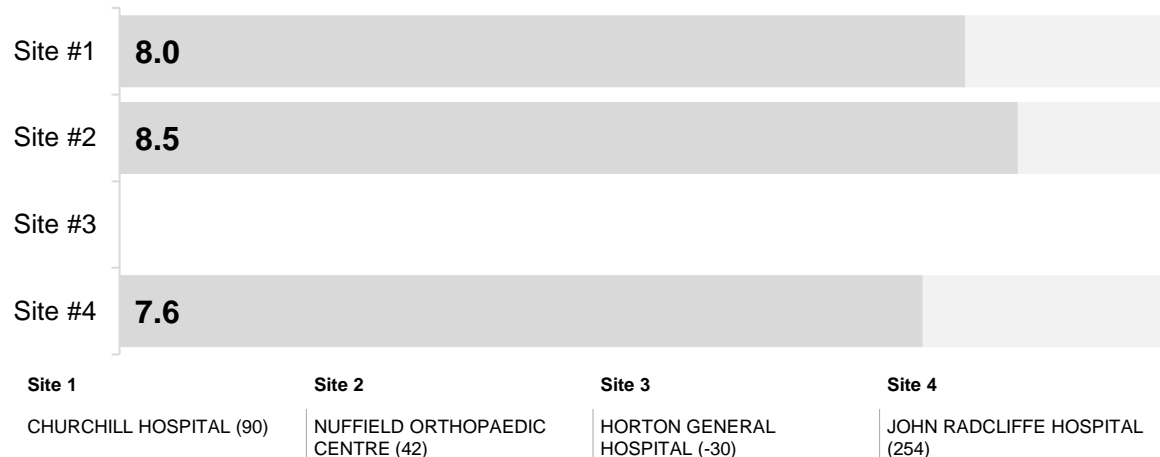 Site #1
8.0
Site #2
8.5
Site #3
Site #4
7.6
Site 1
Site 2
Site 3
Site 4
CHURCHILL HOSPITAL (90)
NUFFIELD ORTHOPAEDIC
CENTRE (42)
HORTON GENERAL
HOSPITAL (-30)
JOHN RADCLIFFE HOSPITAL
(254)